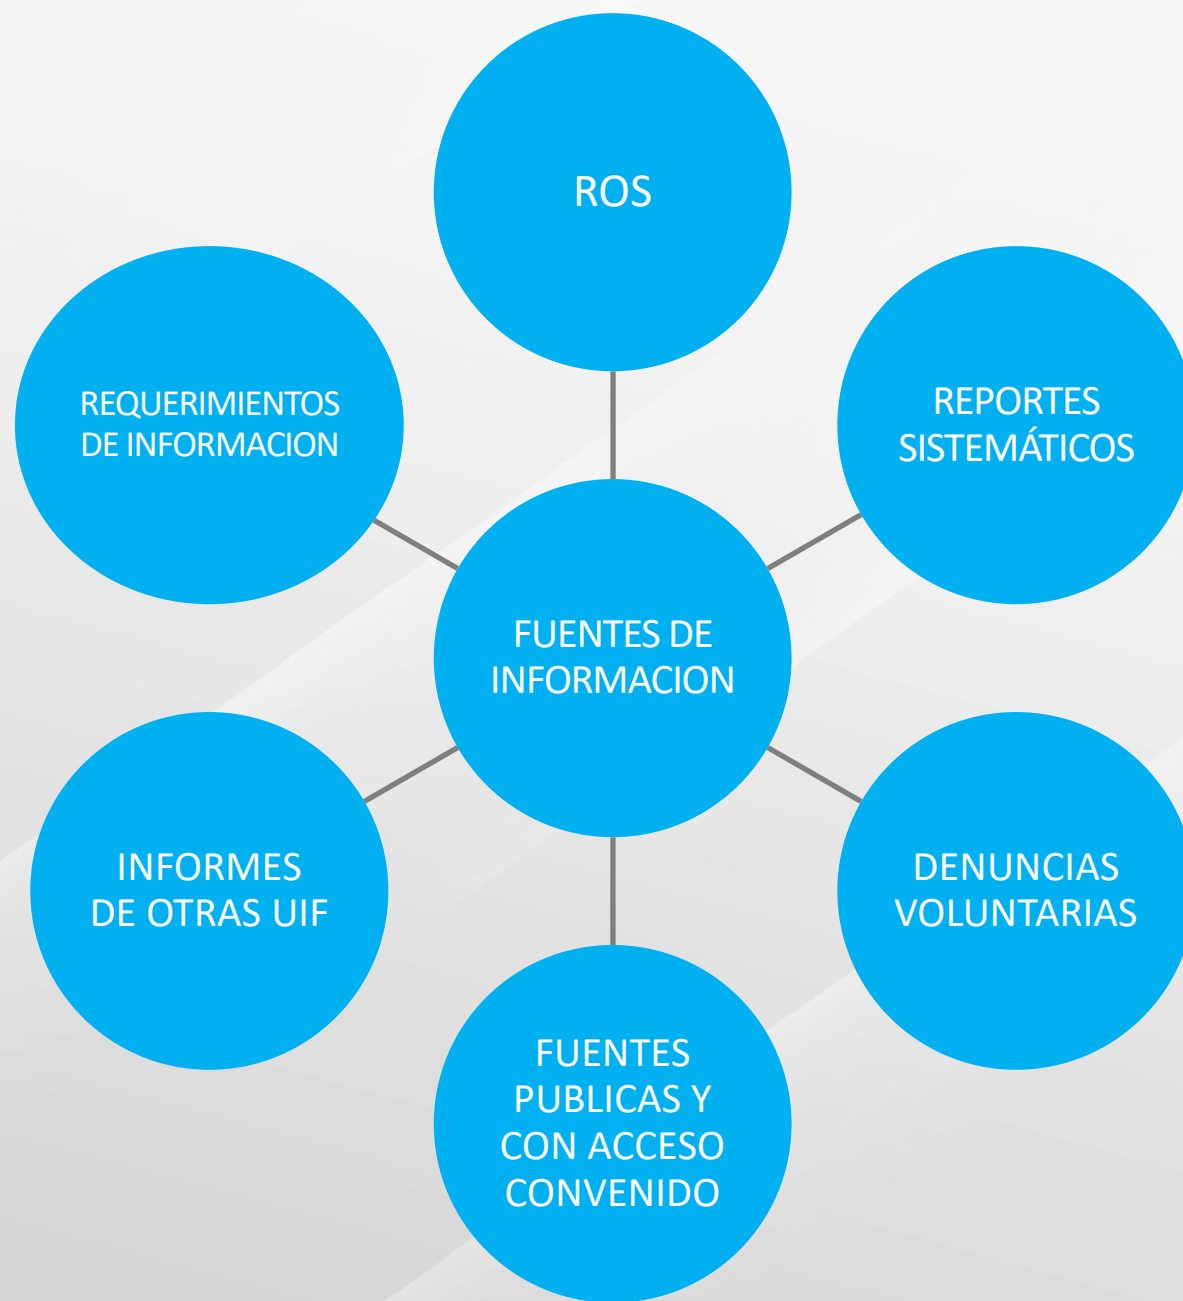 ROS
REQUERIMIENTOS
DE INFORMACION
REPORTES
SISTEMÁTICOS
FUENTES DE
INFORMACION
INFORMES
DE OTRAS UIF
DENUNCIAS
VOLUNTARIAS
FUENTES
PUBLICAS Y
CON ACCESO
CONVENIDO